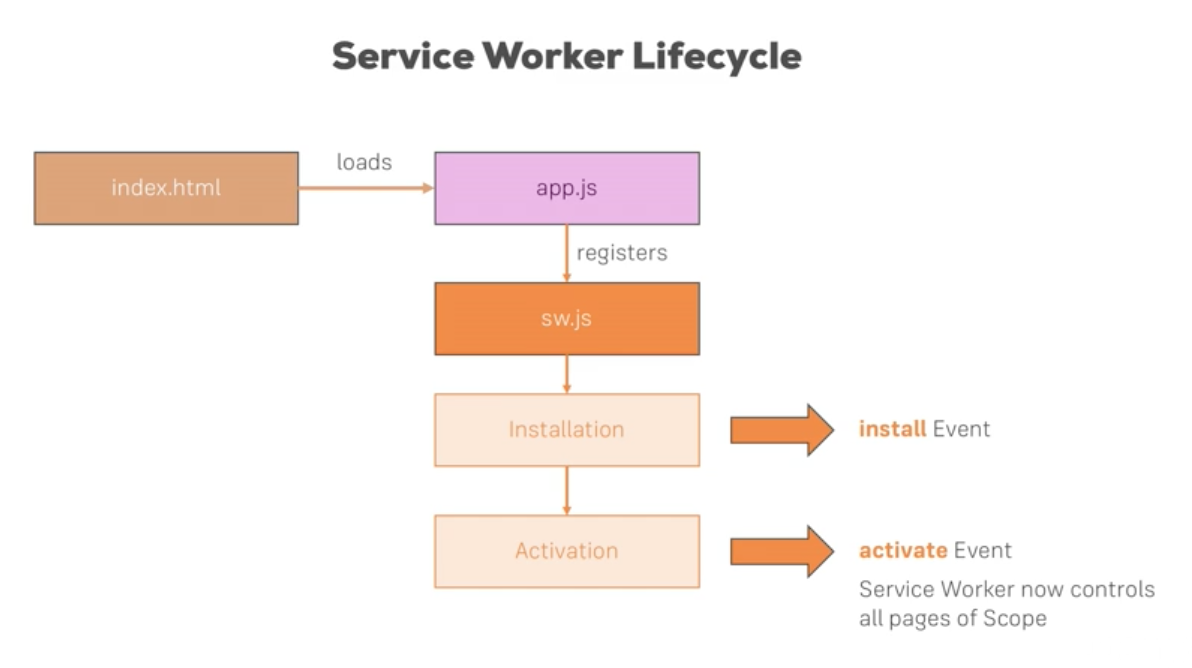 Service Worker Lifecycle
index.html
loads
app.js
registers
sw.js
Installation
install Event
Activation
activate Event
Service Worker now controls
all pages of Scope